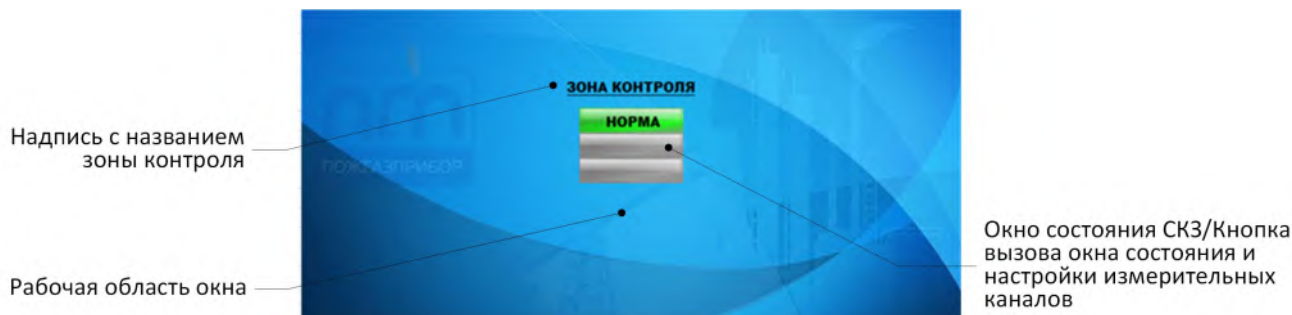 ЗОНА КОНТРОЛЯ
НОРМА
Надпись с названием
зоны контроля
ПОЖГАЗПРИБОР
Рабочая область окна
Окно состояния СКЗ/Кнопка
вызова окна состояния и
настройки измерительных
каналов